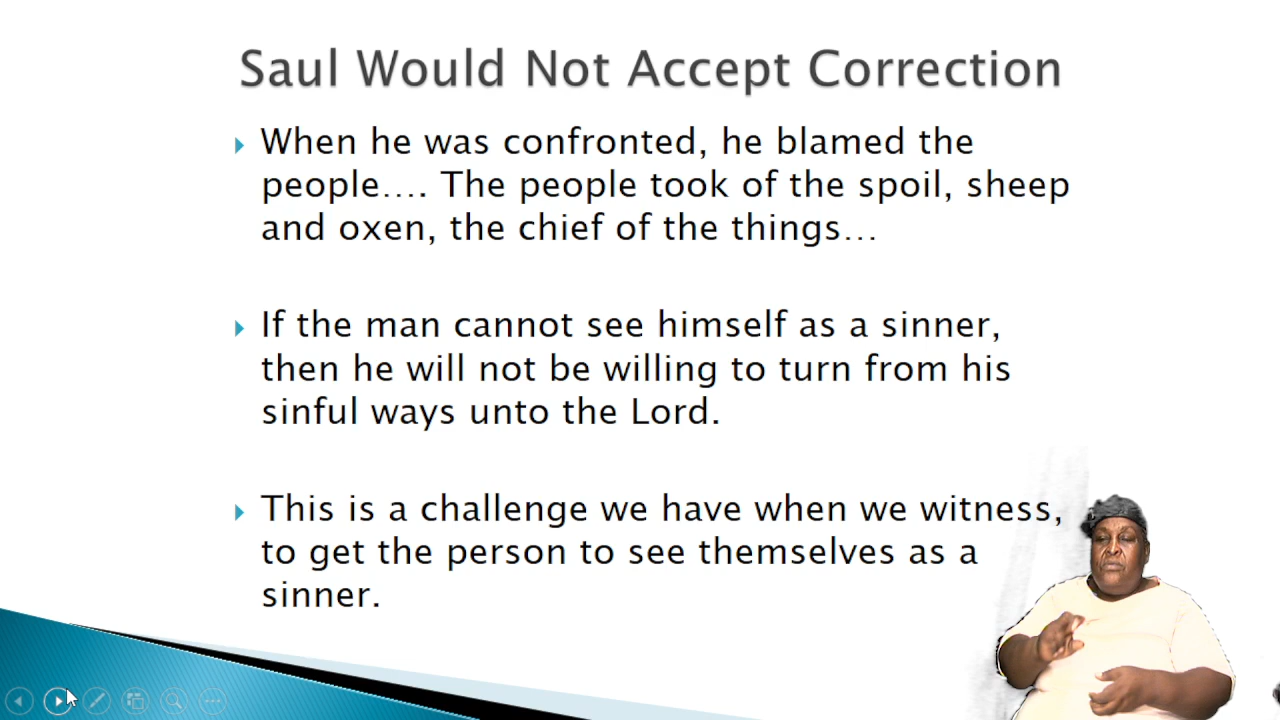 Saul Would Not Accept Correction
When he was confronted, he blamed the
people…. The people took of the spoil, sheep
and oxen, the chief of the things…
If the man cannot see himself as a sinner,
then he will not be willing to turn from his
sinful ways unto the Lord.
This is a challenge we have when we witness,
to get the person to see themselves as a
sinner.